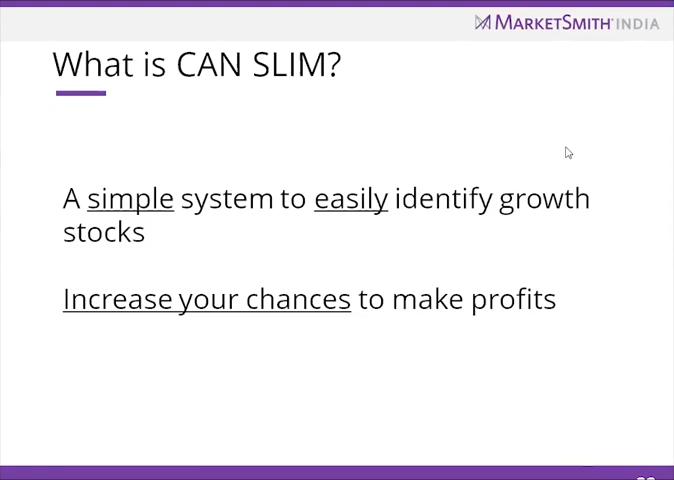 MARKETSMITH INDIA
What is CAN SLIM?
A simple system to easily identify growth
stocks
Increase your chances to make profits